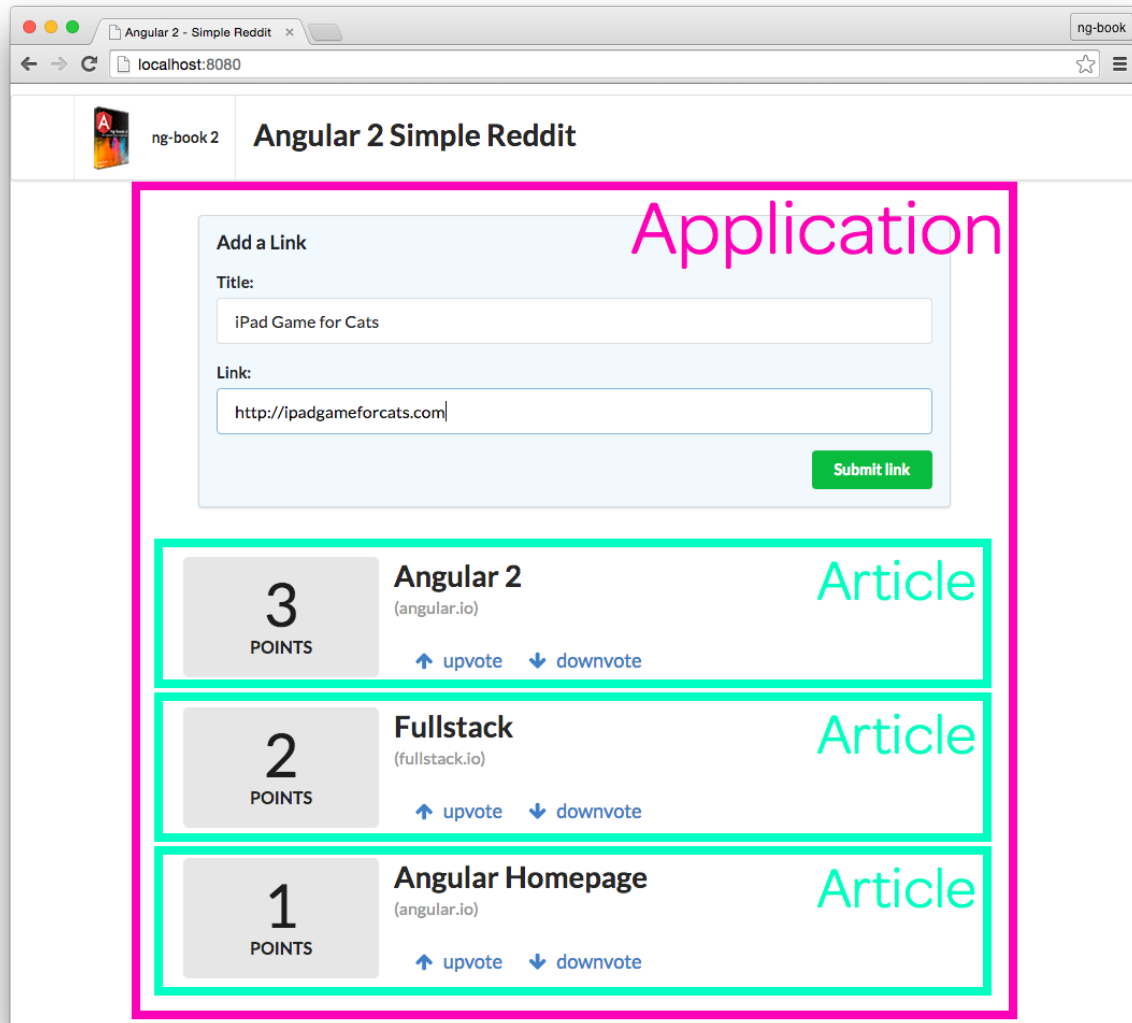 Angular 2 - Simple Reddit
ng-book
localhost:8080
ng-book 2
Angular 2 Simple Reddit
Application
Add a Link
Title:
iPad Game for Cats
Link:
http://ipadgameforcats.com
Submit link
3
POINTS
Angular 2
(angular.io)
upvote downvote
Article
2
POINTS
Fullstack
(fullstack.io)
upvote downvote
Article
1
POINTS
Angular Homepage
(angular.io)
upvote downvote
Article